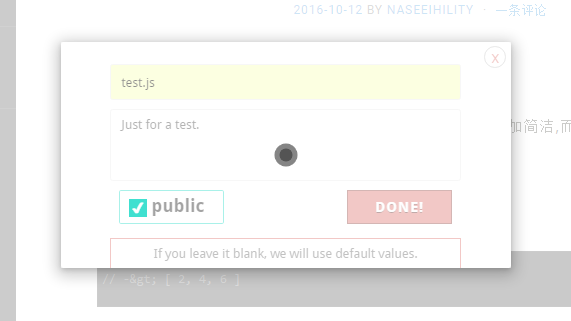 2016-10-12 BY NASEEIHILITY · 一条评论
x
test.js
加简洁,而
Just for a test.
public
DONE!
If you leave it blank, we will use default values.
// -&gt; [ 2, 4, 6 ]